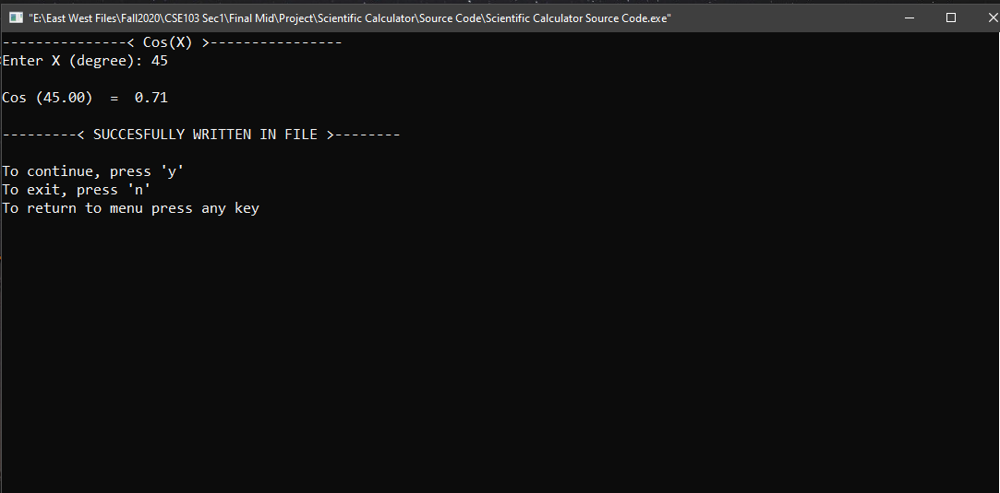 "E:\East West Files\Fall2020\CSE103 Sec1\Final Mid\Project\Scientific Calculator\Source Code\Scientific Calculator Source Code.exe"
---------------< Cos(X) >----------------
Enter X (degree): 45
Cos (45.00)  =  0.71
---------< SUCCESFULLY WRITTEN IN FILE >--------
To continue, press 'y'
To exit, press 'n'
To return to menu press any key